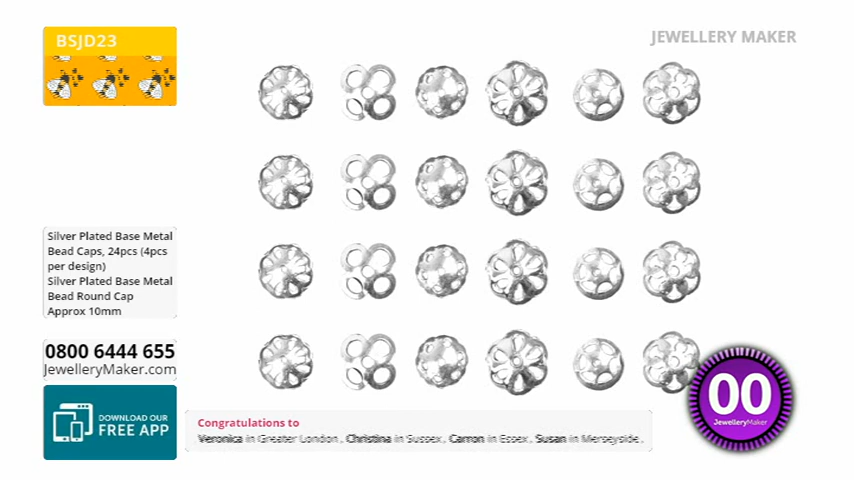 BSJD23
JEWELLERY MAKER
Silver Plated Base Metal
Bead Caps, 24pcs (4pcs
per design)
Silver Plated Base Metal
Bead Round Cap
Approx 10mm
0800 6444 655
JewelleryMaker.com
DOWNLOAD OUR
FREE APP
Congratulations to
Veronica in Greater London, Christina in Sussex, in Essex, Susan in Merseyside.
00
JewelleryMaker